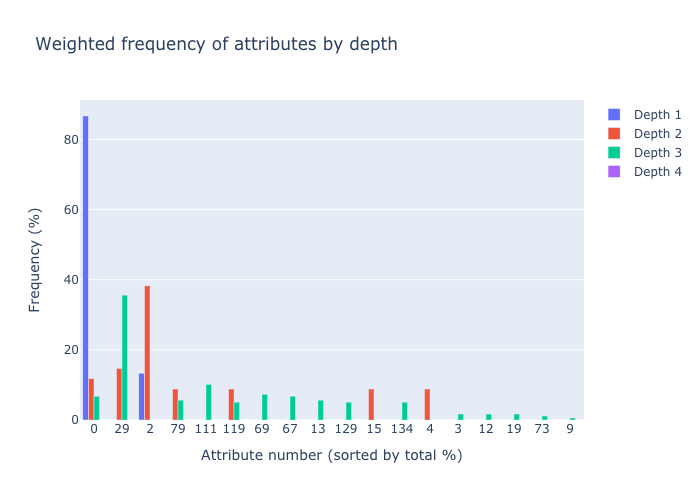 Weighted frequency of attributes by depth
Depth 1
Depth 2
Depth 3
Depth 4
Frequency (%)
80
60
40
20
0
0 29 2 79 111 119 69 67 13 129 15 134 4 3 12 19 73 9
Attribute number (sorted by total %)